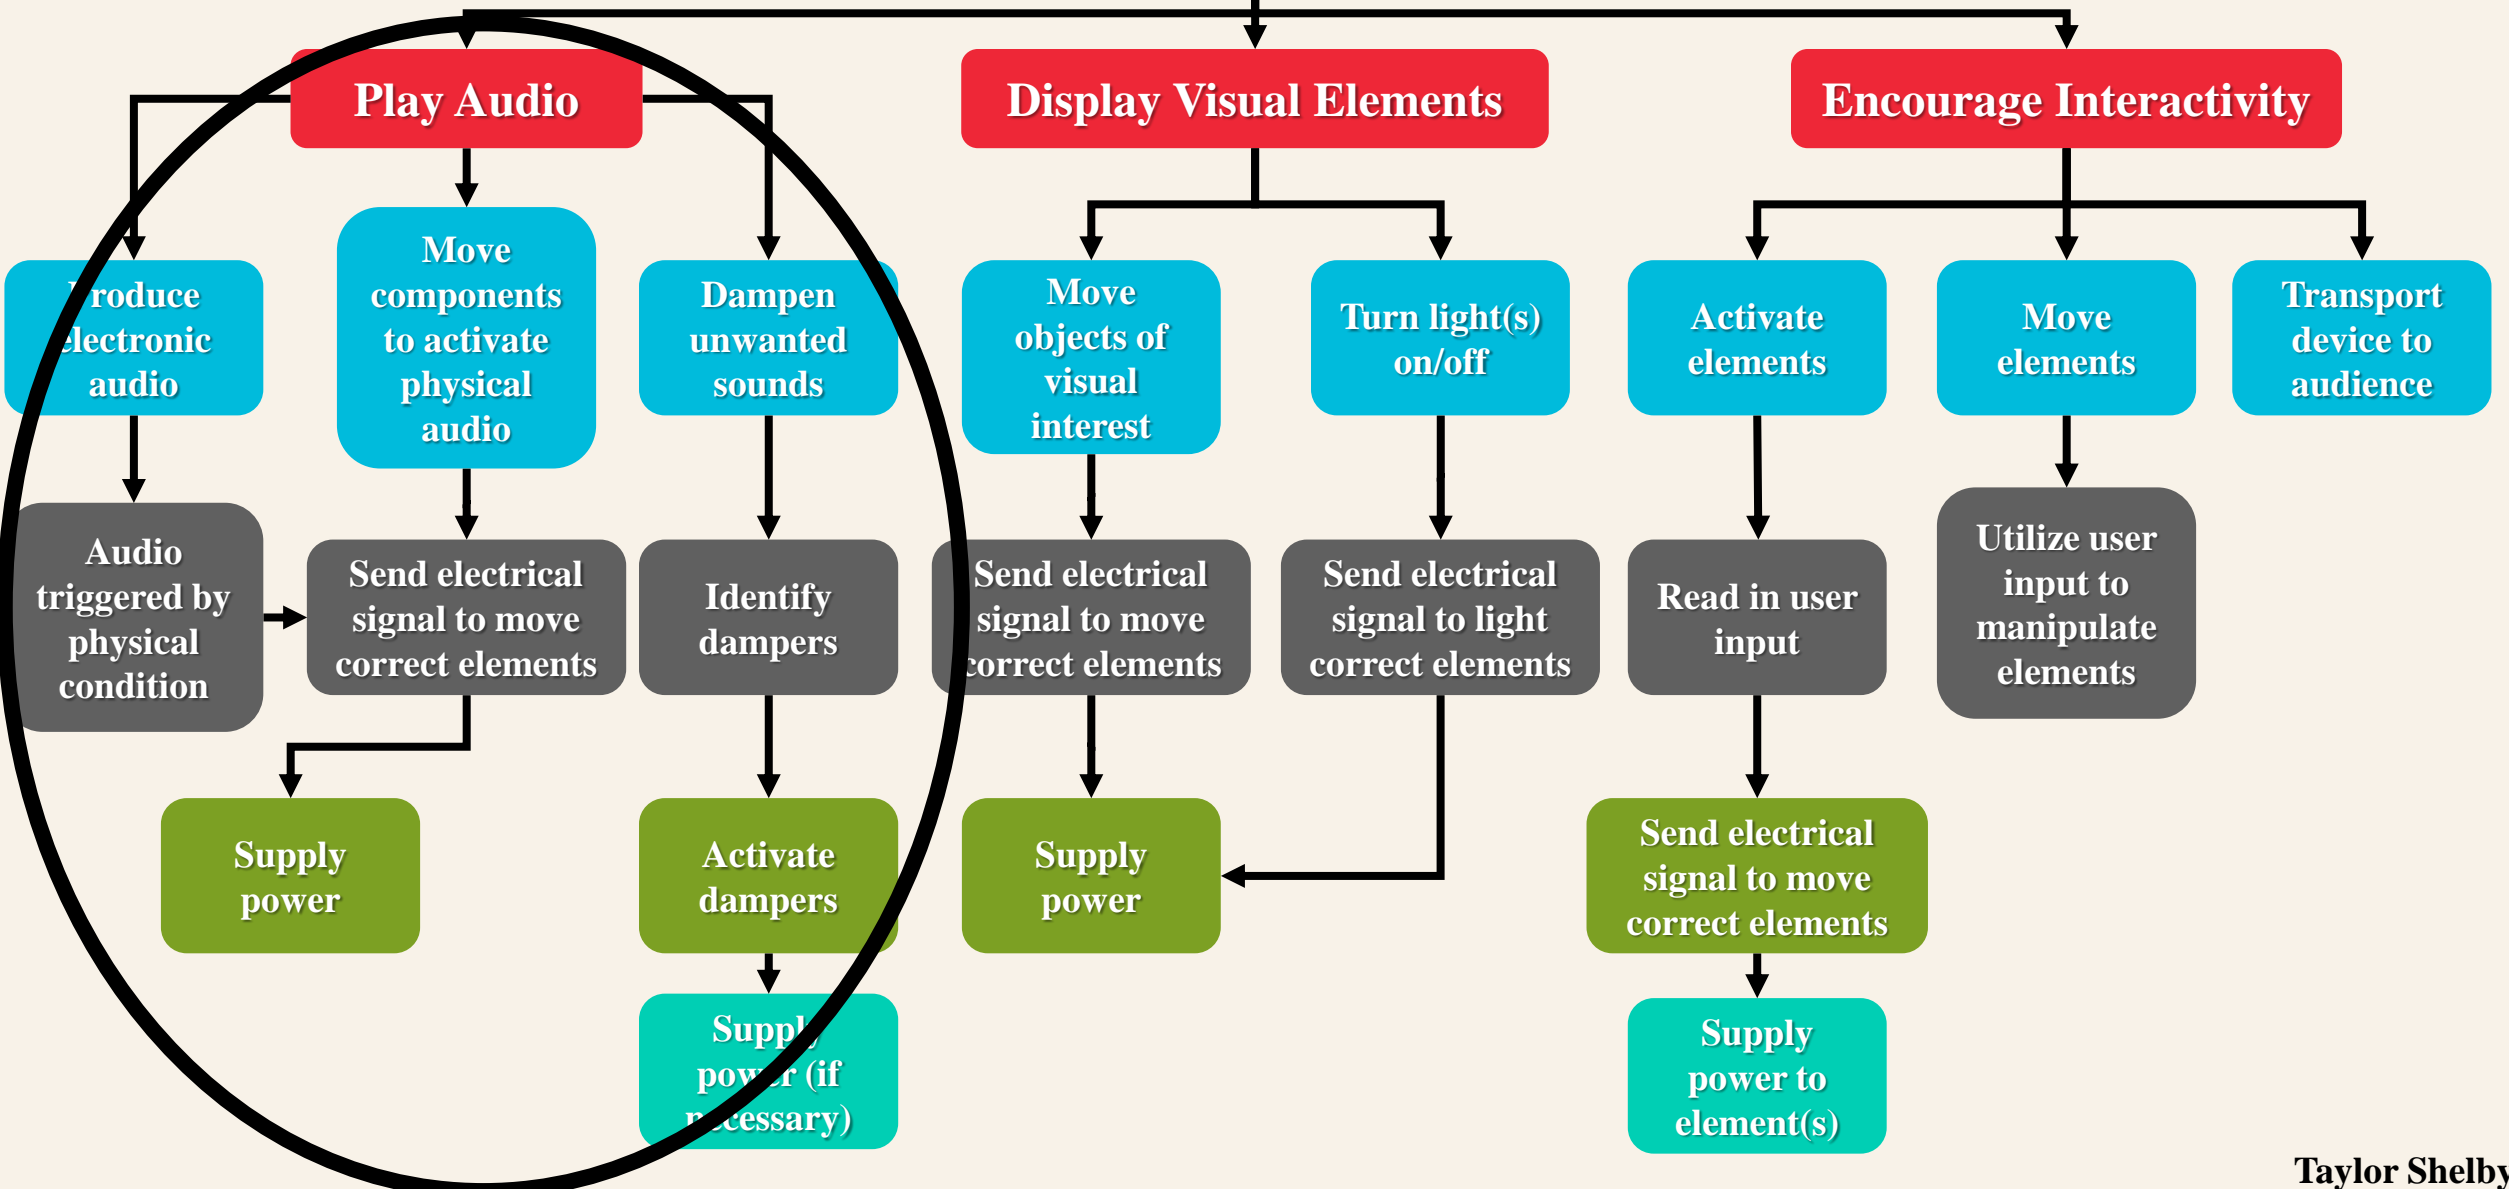 Play Audio
Display Visual Elements
Encourage Interactivity
Produce
electronic
audio
Move
components
to activate
physical
audio
Dampen
unwanted
sounds
Move
objects of
visual
interest
Turn light(s)
on/off
Activate
elements
Move
elements
Transport
device to
audience
Audio
triggered by
physical
condition
Send electrical
signal to move
correct elements
Identify
dampers
Send electrical
signal to move
correct elements
Send electrical
signal to light
correct elements
Read in user
input
Utilize user
input to
manipulate
elements
Supply
power
Activate
dampers
Supply
power
Send electrical
signal to move
correct elements
Supply
power (if
necessary)
Supply
power to
element(s)
Taylor Shelby